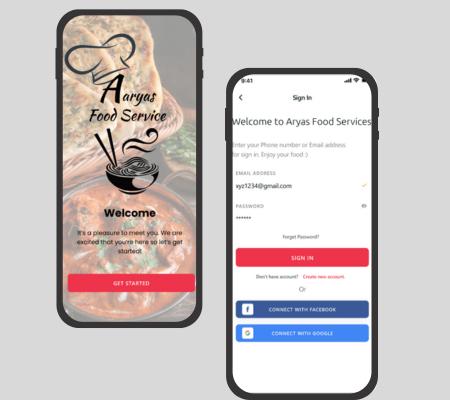 Aaryas
Food Service
Welcome
It's a pleasure to meet you. We are
excited that you're here so let's get
started!
GET STARTED
9:41
Sign In
Welcome to Aryas Food Services
Enter your Phone number or Email address
for sign in. Enjoy your food :)
EMAIL ADDRESS
xyz1234@gmail.com
PASSWORD
••••••
Forget Password?
SIGN IN
Don't have account? Create new account.
Or
f CONNECT WITH FACEBOOK
G CONNECT WITH GOOGLE